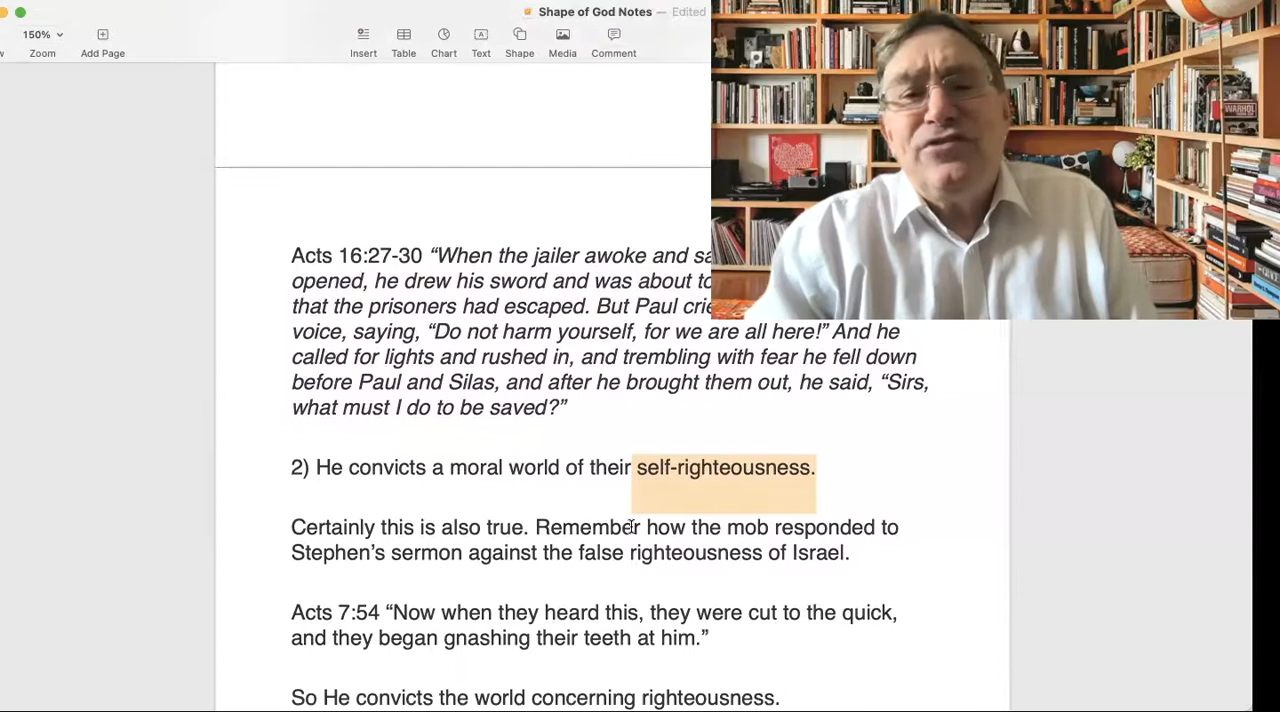 Shape of God Notes — Edited
150%
Zoom
Add Page
Insert
Table
Chart
Text
Shape
Media
Comment
WARHOL
Acts 16:27-30 “When the jailer awoke and
opened, he drew his sword and was about
that the prisoners had escaped. But Paul
voice, saying, “Do not harm yourself, for we are all here!” And he
called for lights and rushed in, and trembling with fear he fell down
before Paul and Silas, and after he brought them out, he said, “Sirs,
what must I do to be saved?”
2) He convicts a moral world of their self-righteousness.
Certainly this is also true. Remember how the mob responded to
Stephen’s sermon against the false righteousness of Israel.
Acts 7:54 “Now when they heard this, they were cut to the quick,
and they began gnashing their teeth at him.”
So He convicts the world concerning righteousness.